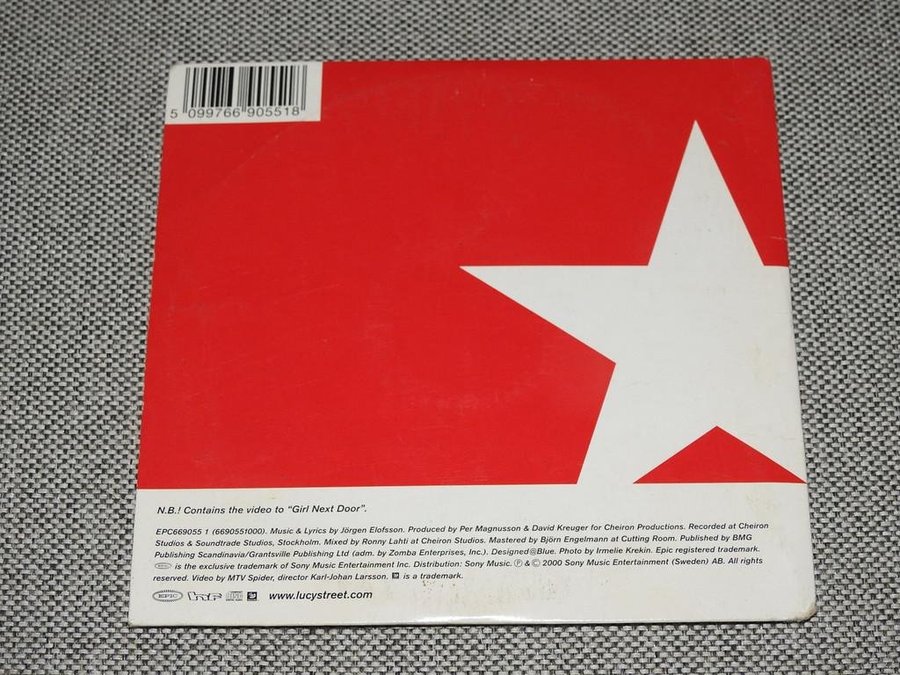 5 099766 905518
N.B.! Contains the video to "Girl Next Door".
EPC669055 1 (6690551000). Music & Lyrics by Jörgen Elofsson. Produced by Per Magnusson & David Kreuger for Cheiron Productions. Recorded at Cheiron
Studios & Soundtrade Studios, Stockholm. Mixed by Ronny Lahti at Cheiron Studios. Mastered by Björn Engelmann at Cutting Room. Published by BMG
Publishing Scandinavia/Grantsville Publishing Ltd (adm. by Zomba Enterprises, Inc.). Designed@Blue. Photo by Irmelie Krekin. Epic registered trademark.
is the exclusive trademark of Sony Music Entertainment Inc. Distribution: Sony Music. ℗ & © 2000 Sony Music Entertainment (Sweden) AB. All rights
reserved. Video by MTV Spider, director Karl-Johan Larsson. is a trademark.
EPIC www.lucystreet.com